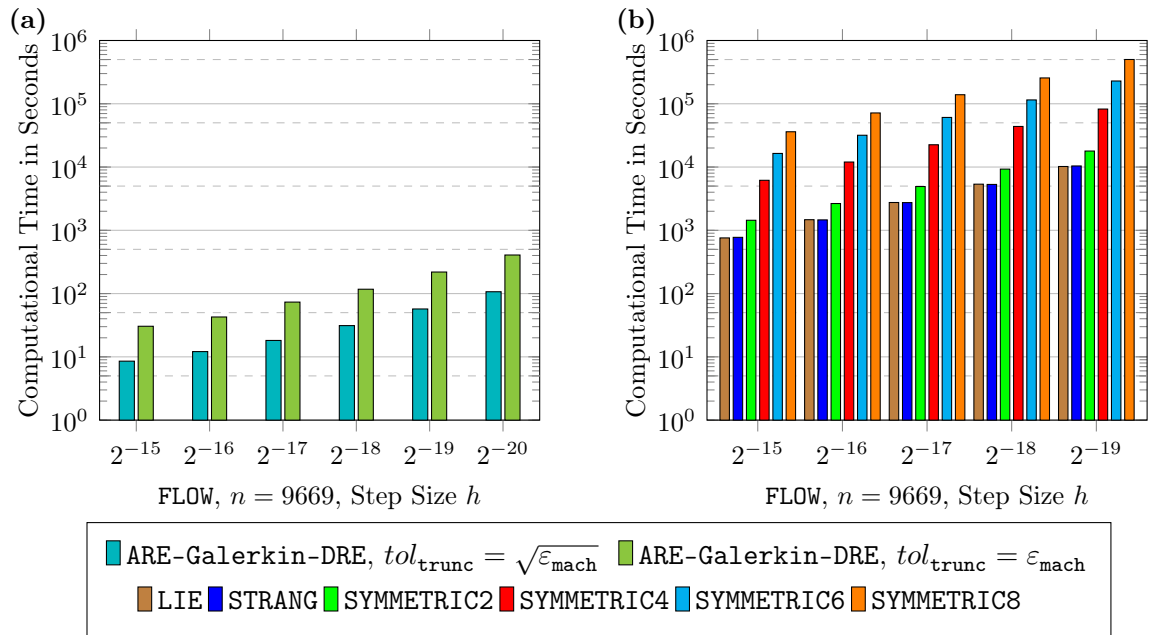 (a)
(b)
Computational Time in Seconds
10^6
10^5
10^4
10^3
10^2
10^1
10^0
2^−15 2^−16 2^−17 2^−18 2^−19 2^−20
FLOW, n = 9669, Step Size h
Computational Time in Seconds
10^6
10^5
10^4
10^3
10^2
10^1
10^0
2^−15 2^−16 2^−17 2^−18 2^−19
FLOW, n = 9669, Step Size h
ARE-Galerkin-DRE, tol_trunc = √ε_mach ARE-Galerkin-DRE, tol_trunc = ε_mach
LIE STRANG SYMMETRIC2 SYMMETRIC4 SYMMETRIC6 SYMMETRIC8